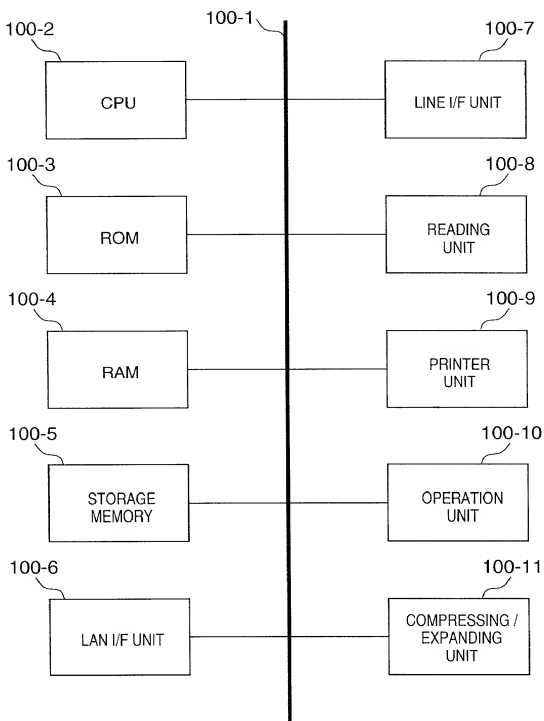 100-1
100-2
CPU
100-7
LINE I/F UNIT
100-3
ROM
100-8
READING
UNIT
100-4
RAM
100-9
PRINTER
UNIT
100-5
STORAGE
MEMORY
100-10
OPERATION
UNIT
100-6
LAN I/F UNIT
100-11
COMPRESSING /
EXPANDING
UNIT